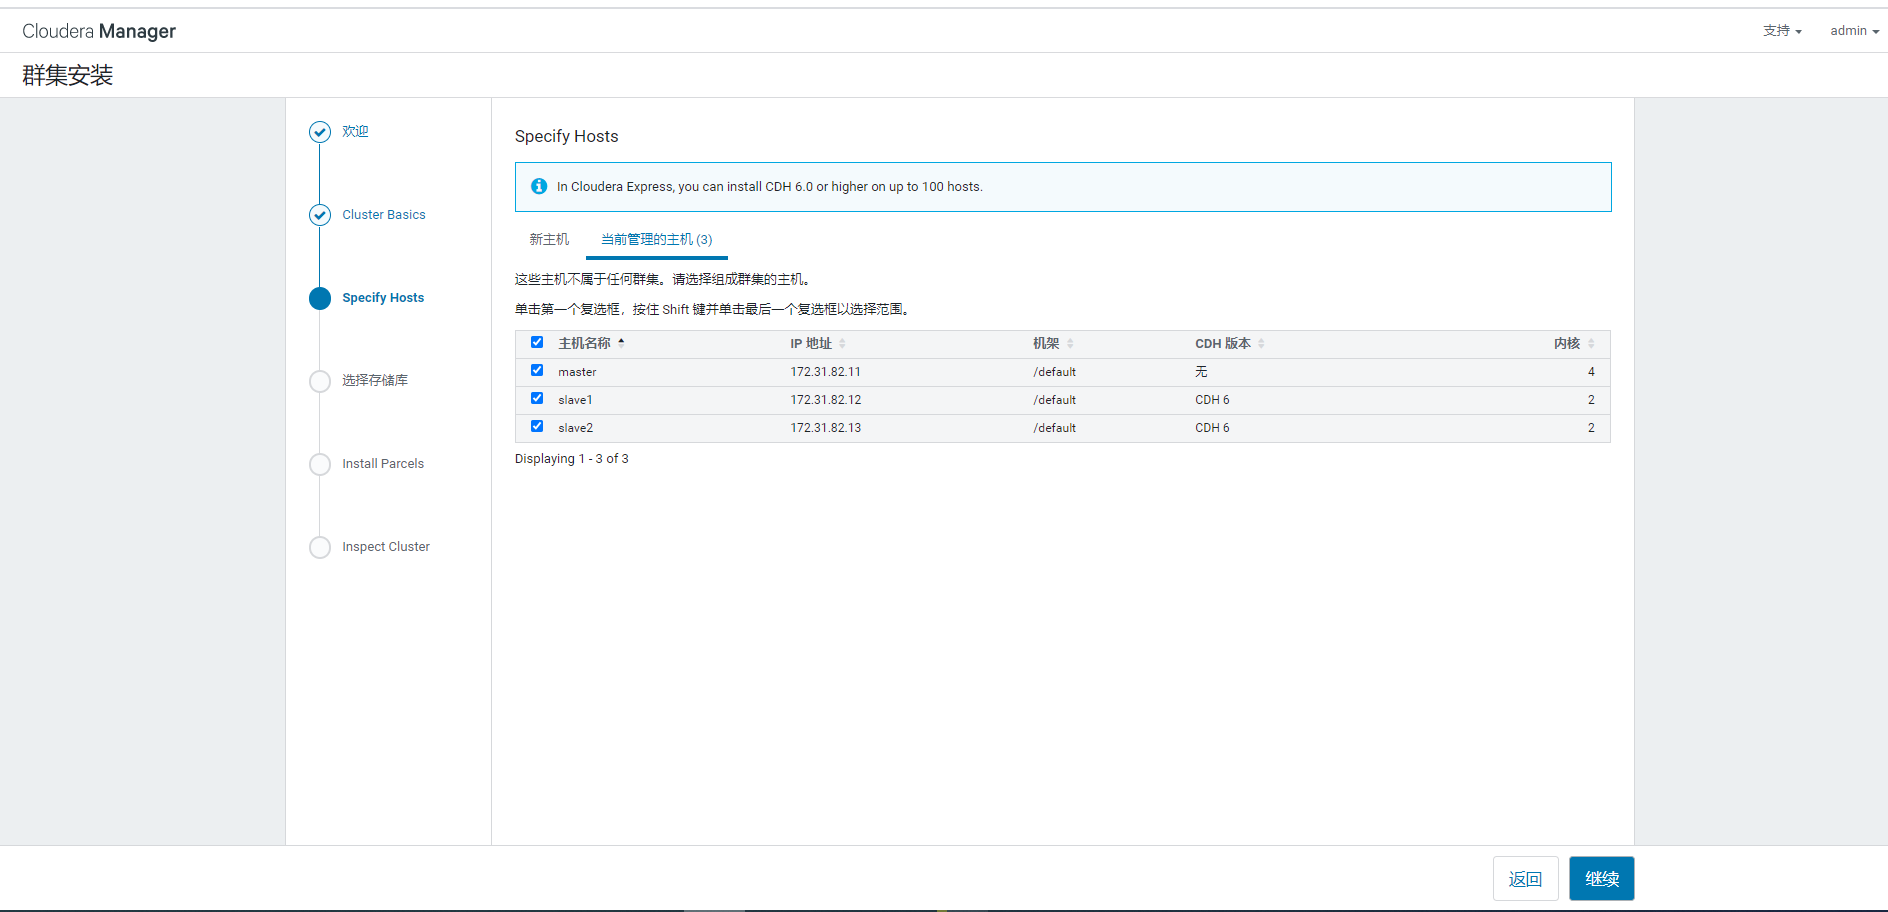 Cloudera Manager
支持 admin
群集安装
欢迎
Cluster Basics
Specify Hosts
选择存储库
Install Parcels
Inspect Cluster
Specify Hosts
In Cloudera Express, you can install CDH 6.0 or higher on up to 100 hosts.
新主机 当前管理的主机 (3)
这些主机不属于任何群集。请选择组成群集的主机。
单击第一个复选框，按住 Shift 键并单击最后一个复选框以选择范围。
主机名称 IP 地址 机架 CDH 版本 内核
master 172.31.82.11 /default 无 4
slave1 172.31.82.12 /default CDH 6 2
slave2 172.31.82.13 /default CDH 6 2
Displaying 1 - 3 of 3
返回 继续